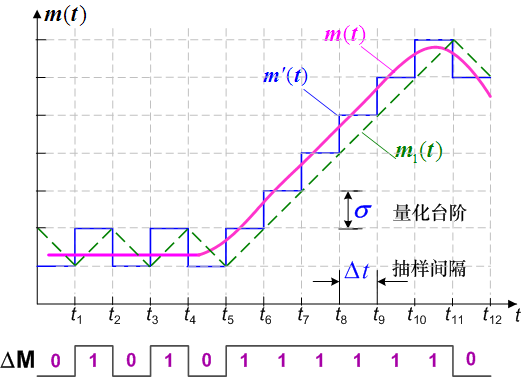 m(t)
m(t)
m′(t)
m₁(t)
σ 量化台阶
Δt 抽样间隔
t₁ t₂ t₃ t₄ t₅ t₆ t₇ t₈ t₉ t₁₀ t₁₁ t₁₂ t
ΔM 0 1 0 1 0 1 1 1 1 1 1 0